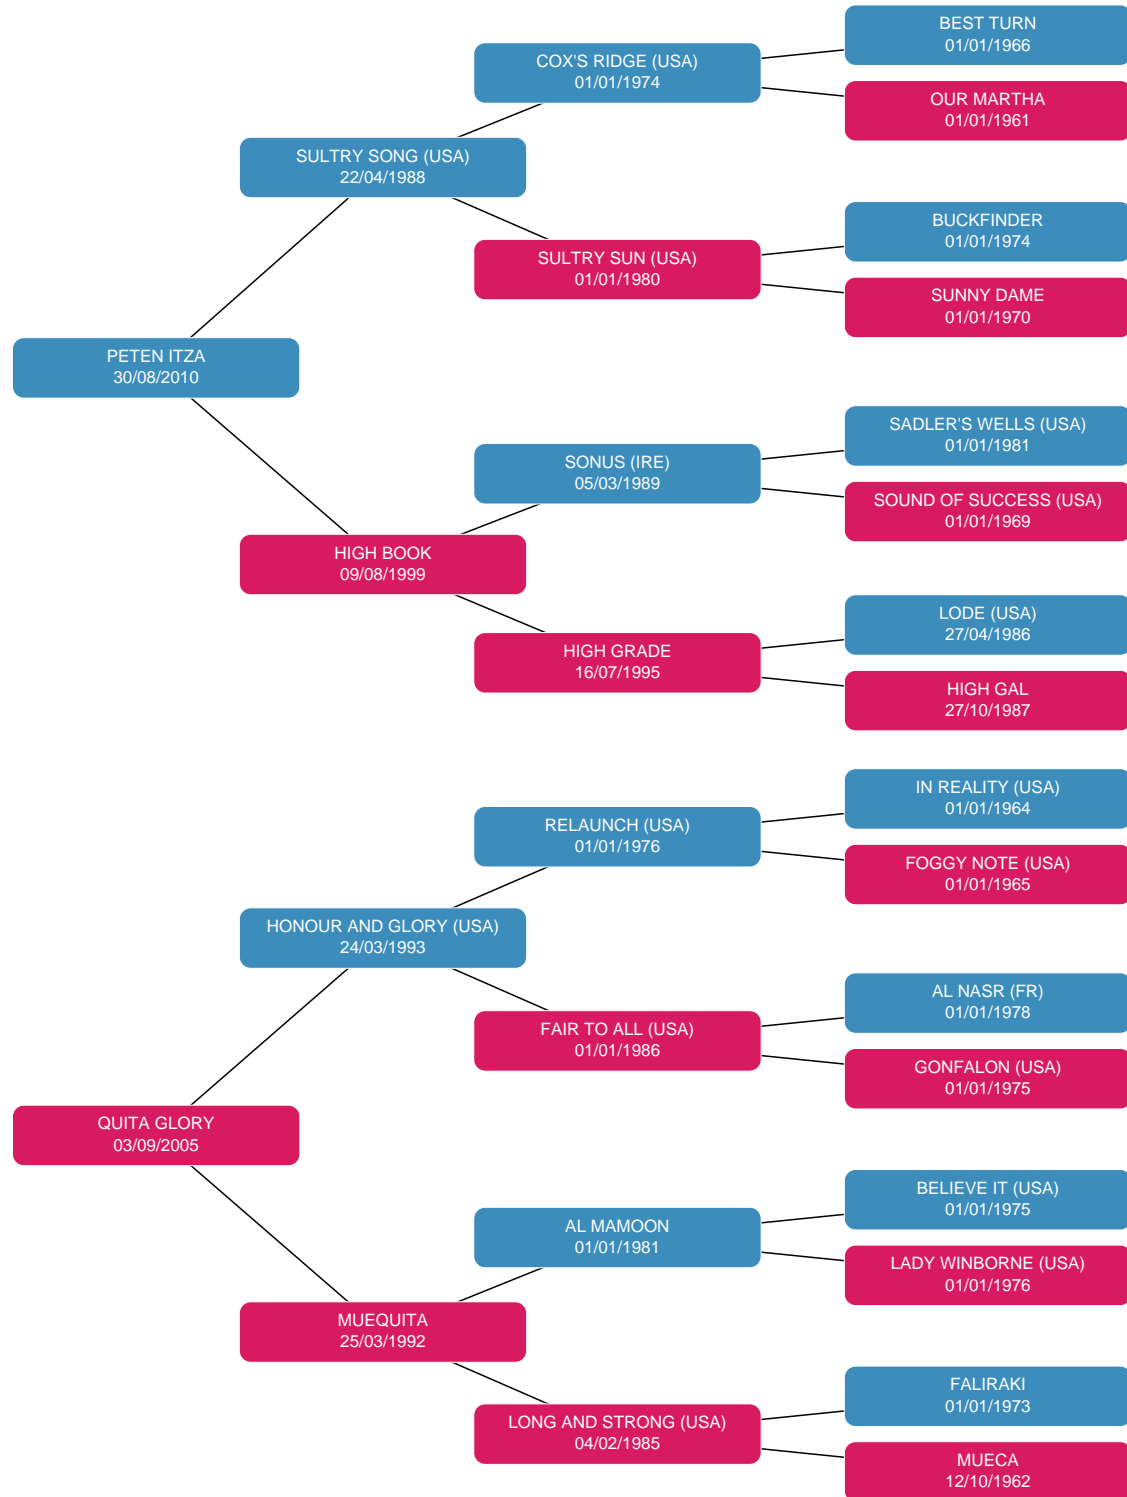 BEST TURN
01/01/1966
COX'S RIDGE (USA)
01/01/1974
OUR MARTHA
01/01/1961
SULTRY SONG (USA)
22/04/1988
BUCKFINDER
01/01/1974
SULTRY SUN (USA)
01/01/1980
SUNNY DAME
01/01/1970
PETEN ITZA
30/08/2010
SADLER'S WELLS (USA)
01/01/1981
SONUS (IRE)
05/03/1989
SOUND OF SUCCESS (USA)
01/01/1969
HIGH BOOK
09/08/1999
LODE (USA)
27/04/1986
HIGH GRADE
16/07/1995
HIGH GAL
27/10/1987
IN REALITY (USA)
01/01/1964
RELAUNCH (USA)
01/01/1976
FOGGY NOTE (USA)
01/01/1965
HONOUR AND GLORY (USA)
24/03/1993
AL NASR (FR)
01/01/1978
FAIR TO ALL (USA)
01/01/1986
GONFALON (USA)
01/01/1975
QUITA GLORY
03/09/2005
BELIEVE IT (USA)
01/01/1975
AL MAMOON
01/01/1981
LADY WINBORNE (USA)
01/01/1976
MUEQUITA
25/03/1992
FALIRAKI
01/01/1973
LONG AND STRONG (USA)
04/02/1985
MUECA
12/10/1962